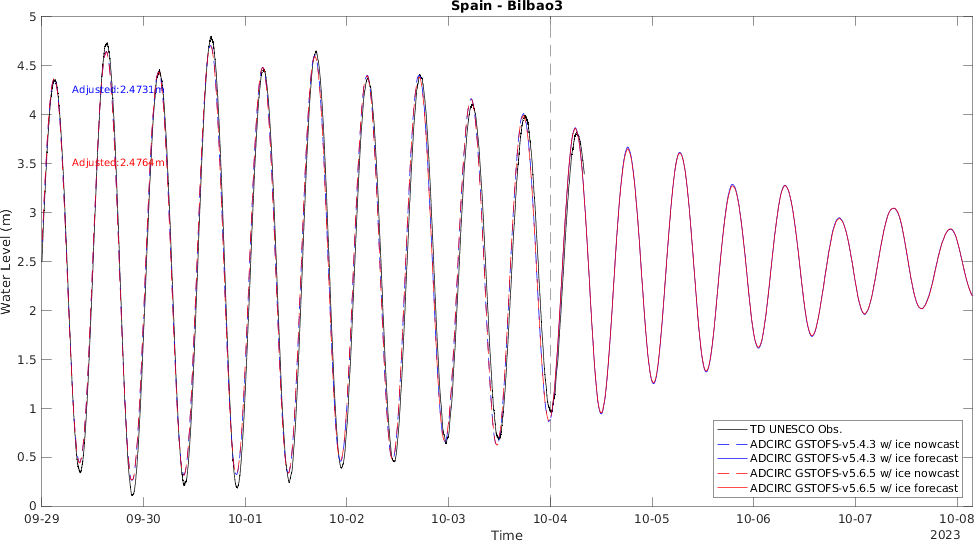 Spain - Bilbao3
5
4.5
4
3.5
3
2.5
2
1.5
1
0.5
0
Water Level (m)
Adjusted:2.4731m
Adjusted:2.4764m
TD UNESCO Obs.
ADCIRC GSTOFS-v5.4.3 w/ ice nowcast
ADCIRC GSTOFS-v5.4.3 w/ ice forecast
ADCIRC GSTOFS-v5.6.5 w/ ice nowcast
ADCIRC GSTOFS-v5.6.5 w/ ice forecast
09-29 09-30 10-01 10-02 10-03 10-04 10-05 10-06 10-07 10-08
Time
2023